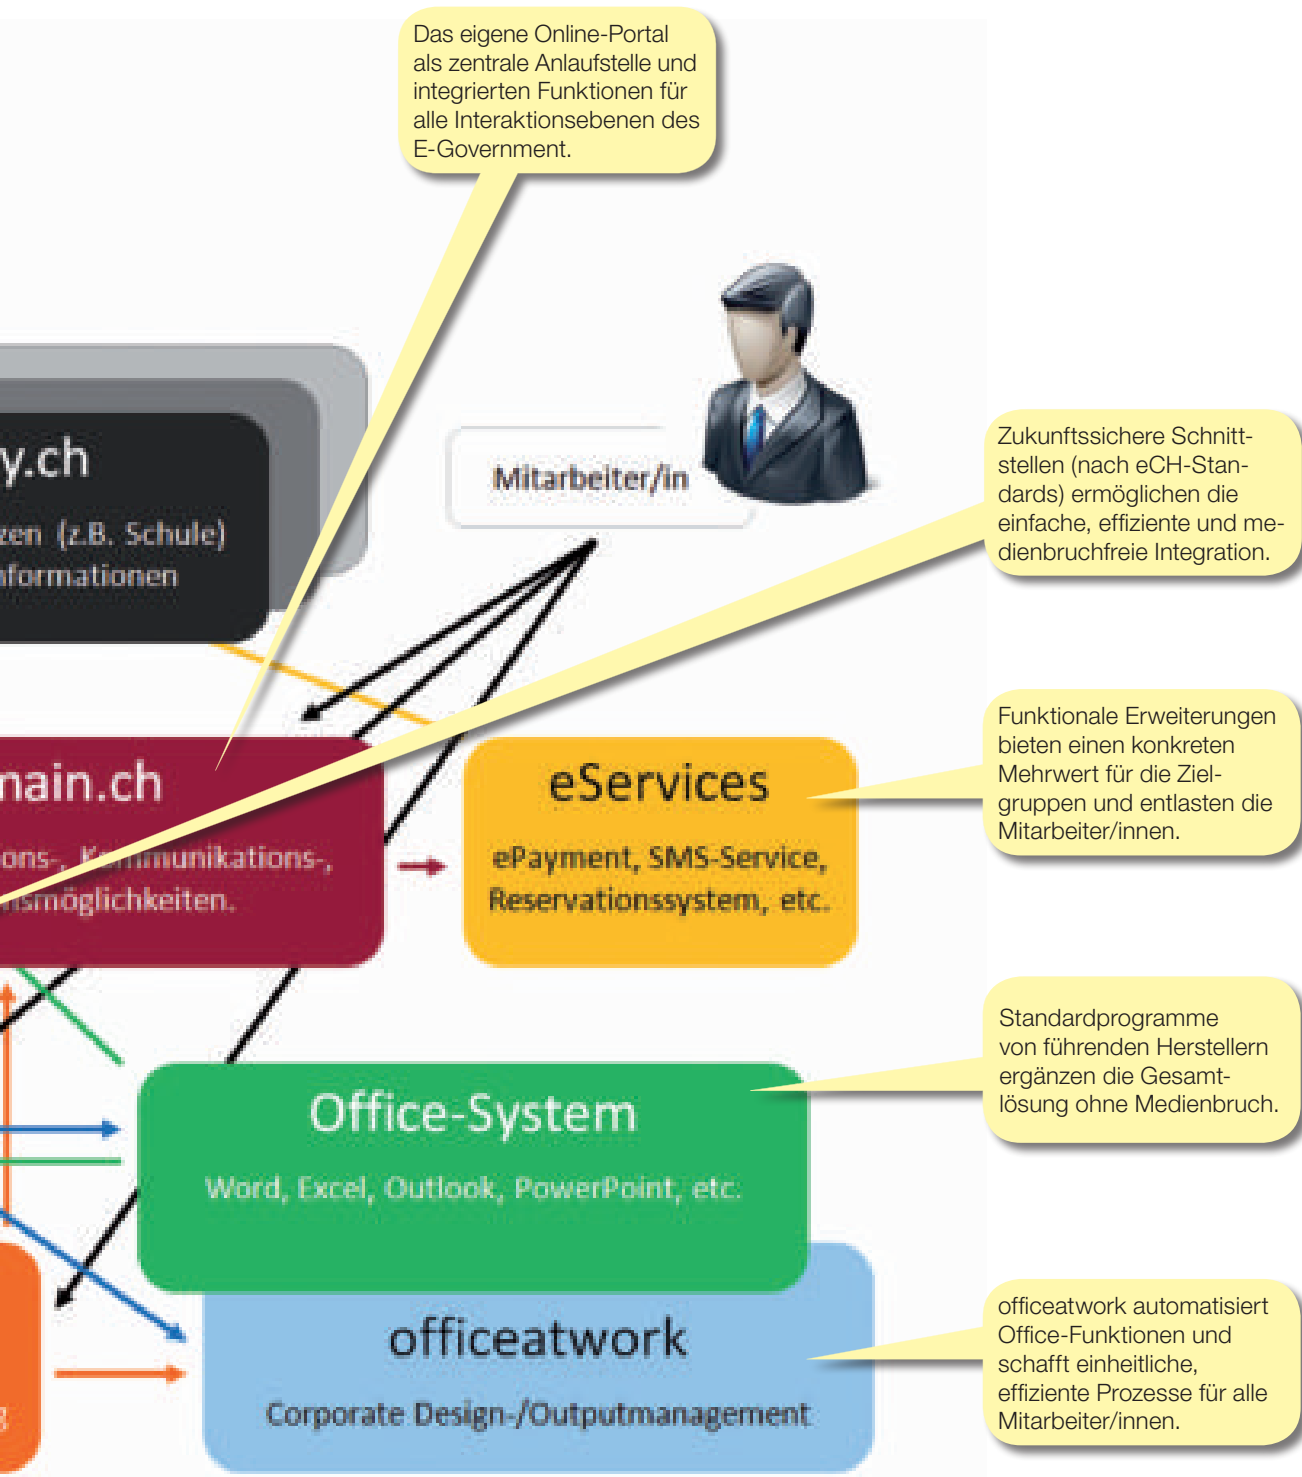 Das eigene Online-Portal
als zentrale Anlaufstelle und
integrierten Funktionen für
alle Interaktionsebenen des
E-Government.
y.ch
zen (z.B. Schule)
nformationen
Mitarbeiter/in
Zukunftssichere Schnitt-
stellen (nach eCH-Stan-
dards) ermöglichen die
einfache, effiziente und me-
dienbruchfreie Integration.
main.ch
ons-, Kommunikations-,
nsmöglichkeiten.
eServices
ePayment, SMS-Service,
Reservationssystem, etc.
Funktionale Erweiterungen
bieten einen konkreten
Mehrwert für die Ziel-
gruppen und entlasten die
Mitarbeiter/innen.
Office-System
Word, Excel, Outlook, PowerPoint, etc.
Standardprogramme
von führenden Herstellern
ergänzen die Gesamt-
lösung ohne Medienbruch.
g
officeatwork
Corporate Design-/Outputmanagement
officeatwork automatisiert
Office-Funktionen und
schafft einheitliche,
effiziente Prozesse für alle
Mitarbeiter/innen.